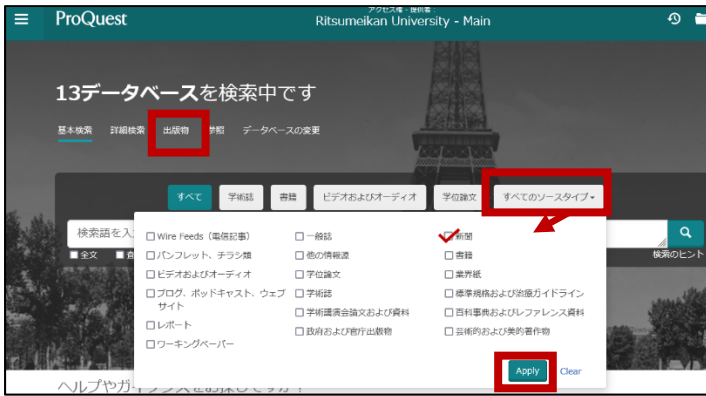 ProQuest
アクセス権・提供者:
Ritsumeikan University - Main
13データベースを検索中です
基本検索 詳細検索 出版物 参照 データベースの変更
すべて 学術誌 書籍 ビデオおよびオーディオ 学位論文 すべてのソースタイプ
検索語を入
全文
検索のヒント
Wire Feeds（電信記事） 一般誌 新聞
パンフレット、チラシ類 他の情報源 書籍
ビデオおよびオーディオ 学位論文 業界紙
ブログ、ポッドキャスト、ウェブ 学術誌 標準規格および治療ガイドライン
サイト 学術講演会論文および資料 百科事典およびレファレンス資料
レポート 政府および官庁出版物 芸術的および美的著作物
ワーキングペーパー
Apply Clear